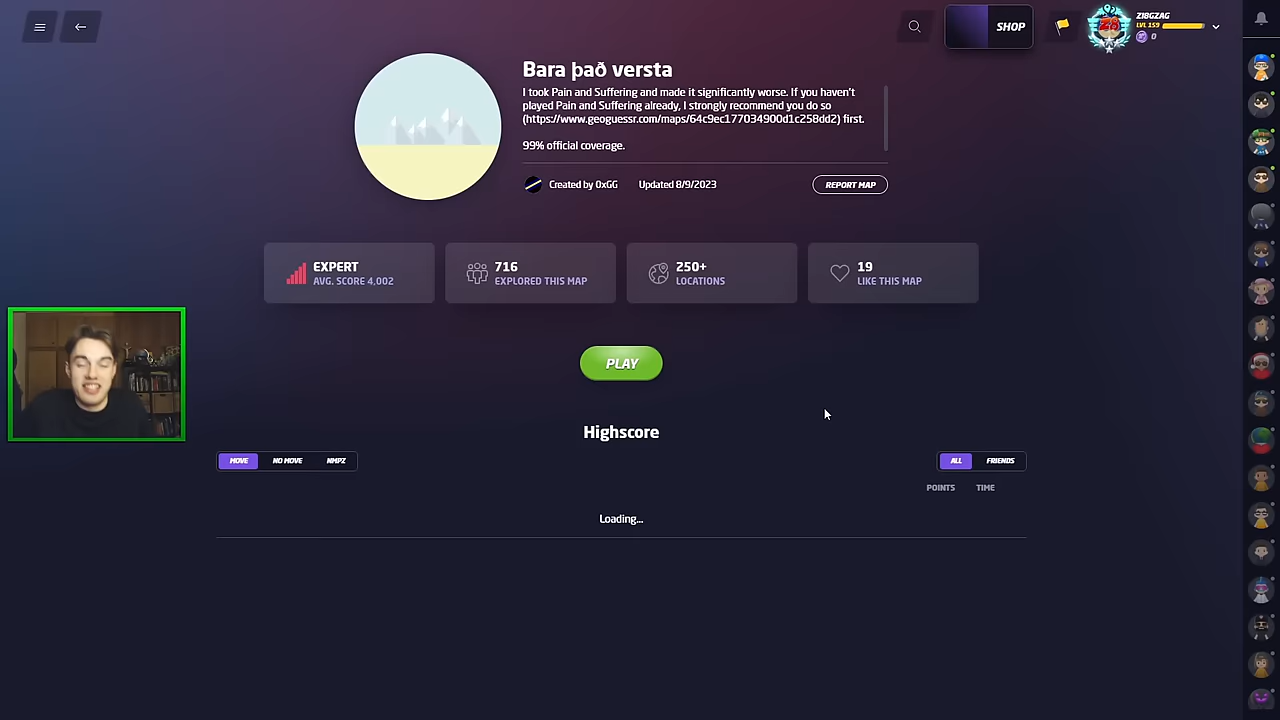 SHOP
ZI8GZAG
LVL 159
0
Bara það versta
I took Pain and Suffering and made it significantly worse. If you haven't
played Pain and Suffering already, I strongly recommend you do so
(https://www.geoguessr.com/maps/64c9ec177034900d1c258dd2) first.
99% official coverage.
Created by 0xGG Updated 8/9/2023
REPORT MAP
EXPERT
AVG. SCORE 4,002
716
EXPLORED THIS MAP
250+
LOCATIONS
19
LIKE THIS MAP
PLAY
Highscore
MOVE NO MOVE NMPZ
ALL FRIENDS
POINTS TIME
Loading...